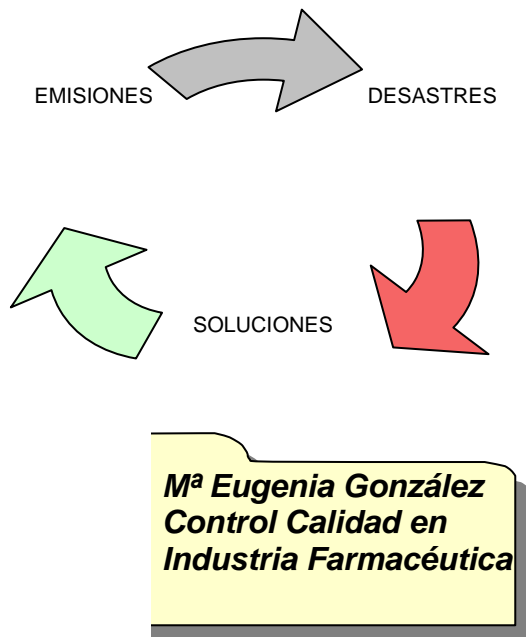 EMISIONES
DESASTRES
SOLUCIONES
Mª Eugenia González
Control Calidad en
Industria Farmacéutica